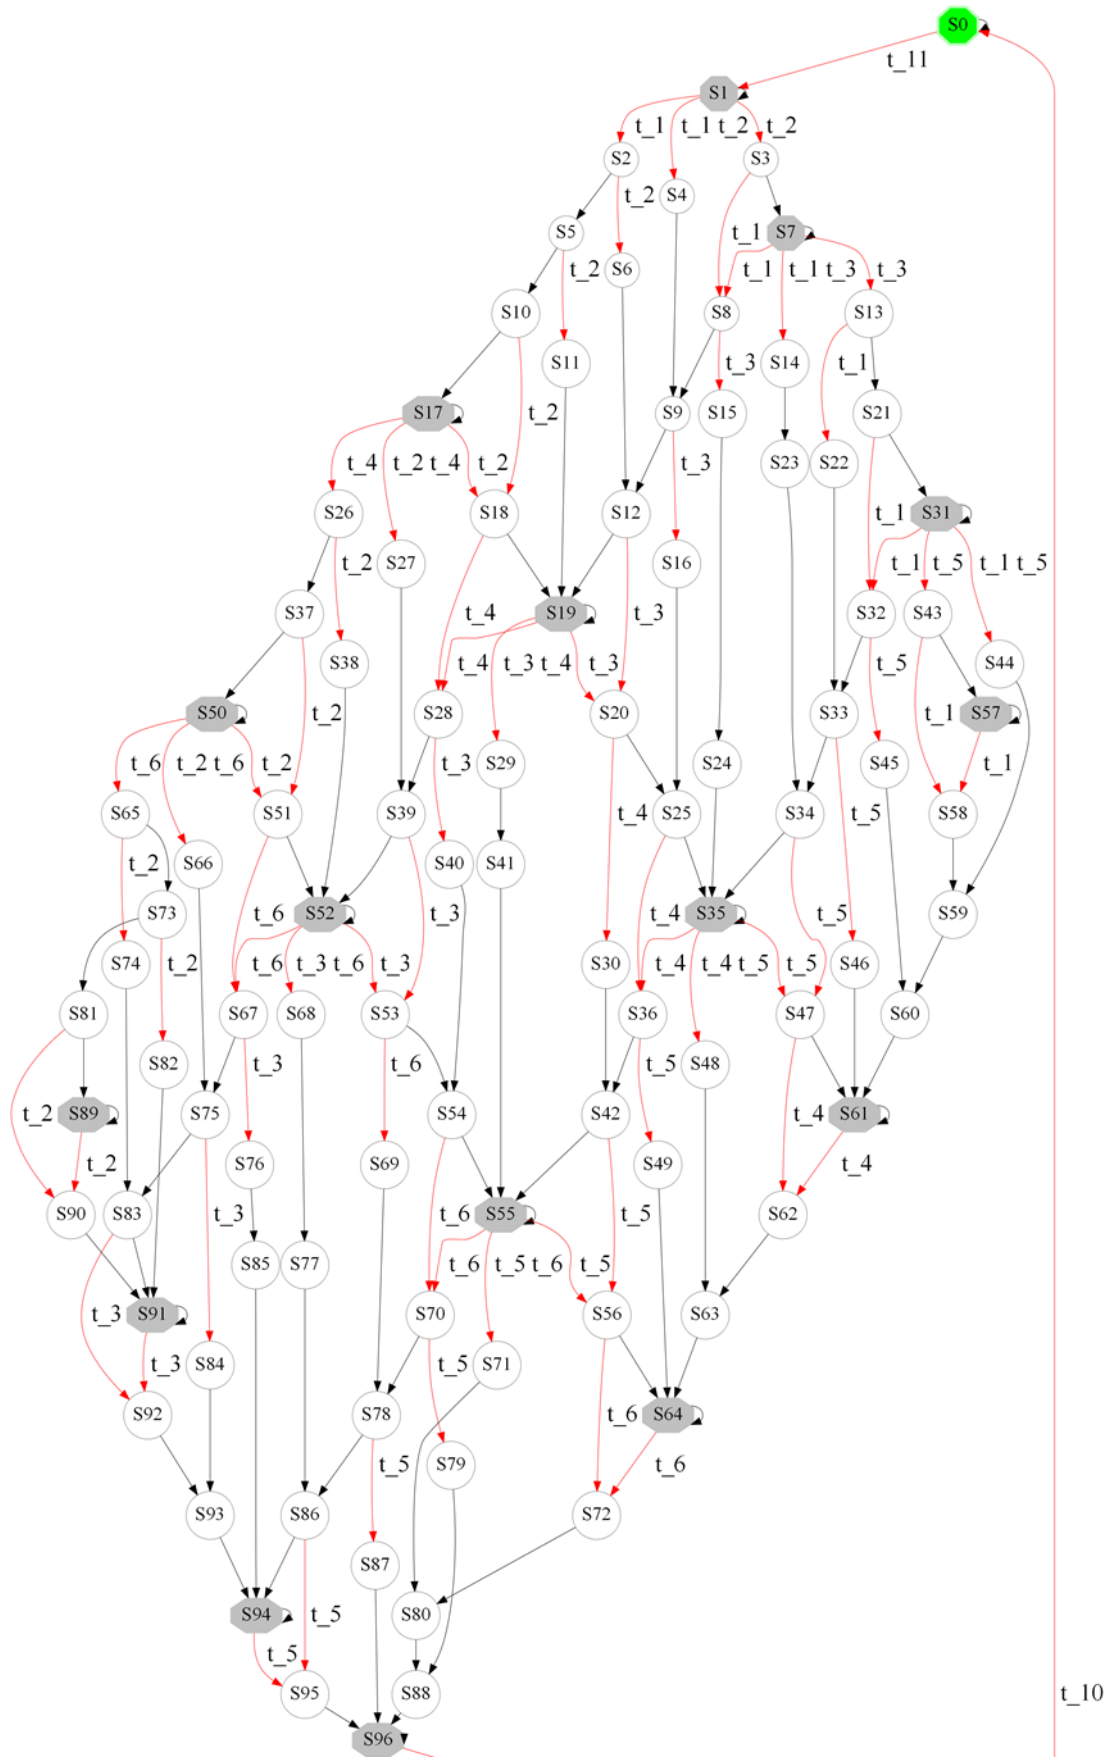 S0
t_11
S1
t_1 t_1 t_2 t_2
S2 S3
t_2 S4
S5 t_1 S7
t_2 S6 t_1 t_1 t_3 t_3
S10 S8 S13
S11 t_3 S14 t_1
S17 t_2 S9 S15 S21
t_4 t_2 t_4 t_2 t_3 S23 S22
S26 S18 S12 t_1 S31
t_2 S27 S16 t_1 t_5 t_1 t_5
S37 t_4 S19 t_3 S32 S43
S38 t_4 t_3 t_4 t_3 t_5 S44
S50 t_2 S28 S20 S33 t_1 S57
t_6 t_2 t_6 t_2 t_3 S29 S24 S45 t_1
S65 S51 S39 t_4 S25 S34 t_5 S58
t_2 S66 S40 S41
S73 t_6 S52 t_3 t_4 S35 t_5 S59
S74 t_2 t_6 t_3 t_6 t_3 S30 t_4 t_4 t_5 t_5 S46
S81 S67 S68 S53 S36 S47 S60
S82 t_3 t_6 t_5 S48
t_2 S89 S75 S54 S42 t_4 S61
t_2 S76 S69 S49 t_4
S90 S83 t_3 t_6 S55 t_5 S62
S85 S77 t_6 t_5 t_6 t_5
t_3 S91 S70 S56 S63
t_3 S84 t_5 S71
S92 S78 t_6 S64
t_5 S79 t_6
S93 S86 S72
S87
S94 t_5 S80
t_5
S95 S88 t_10
S96